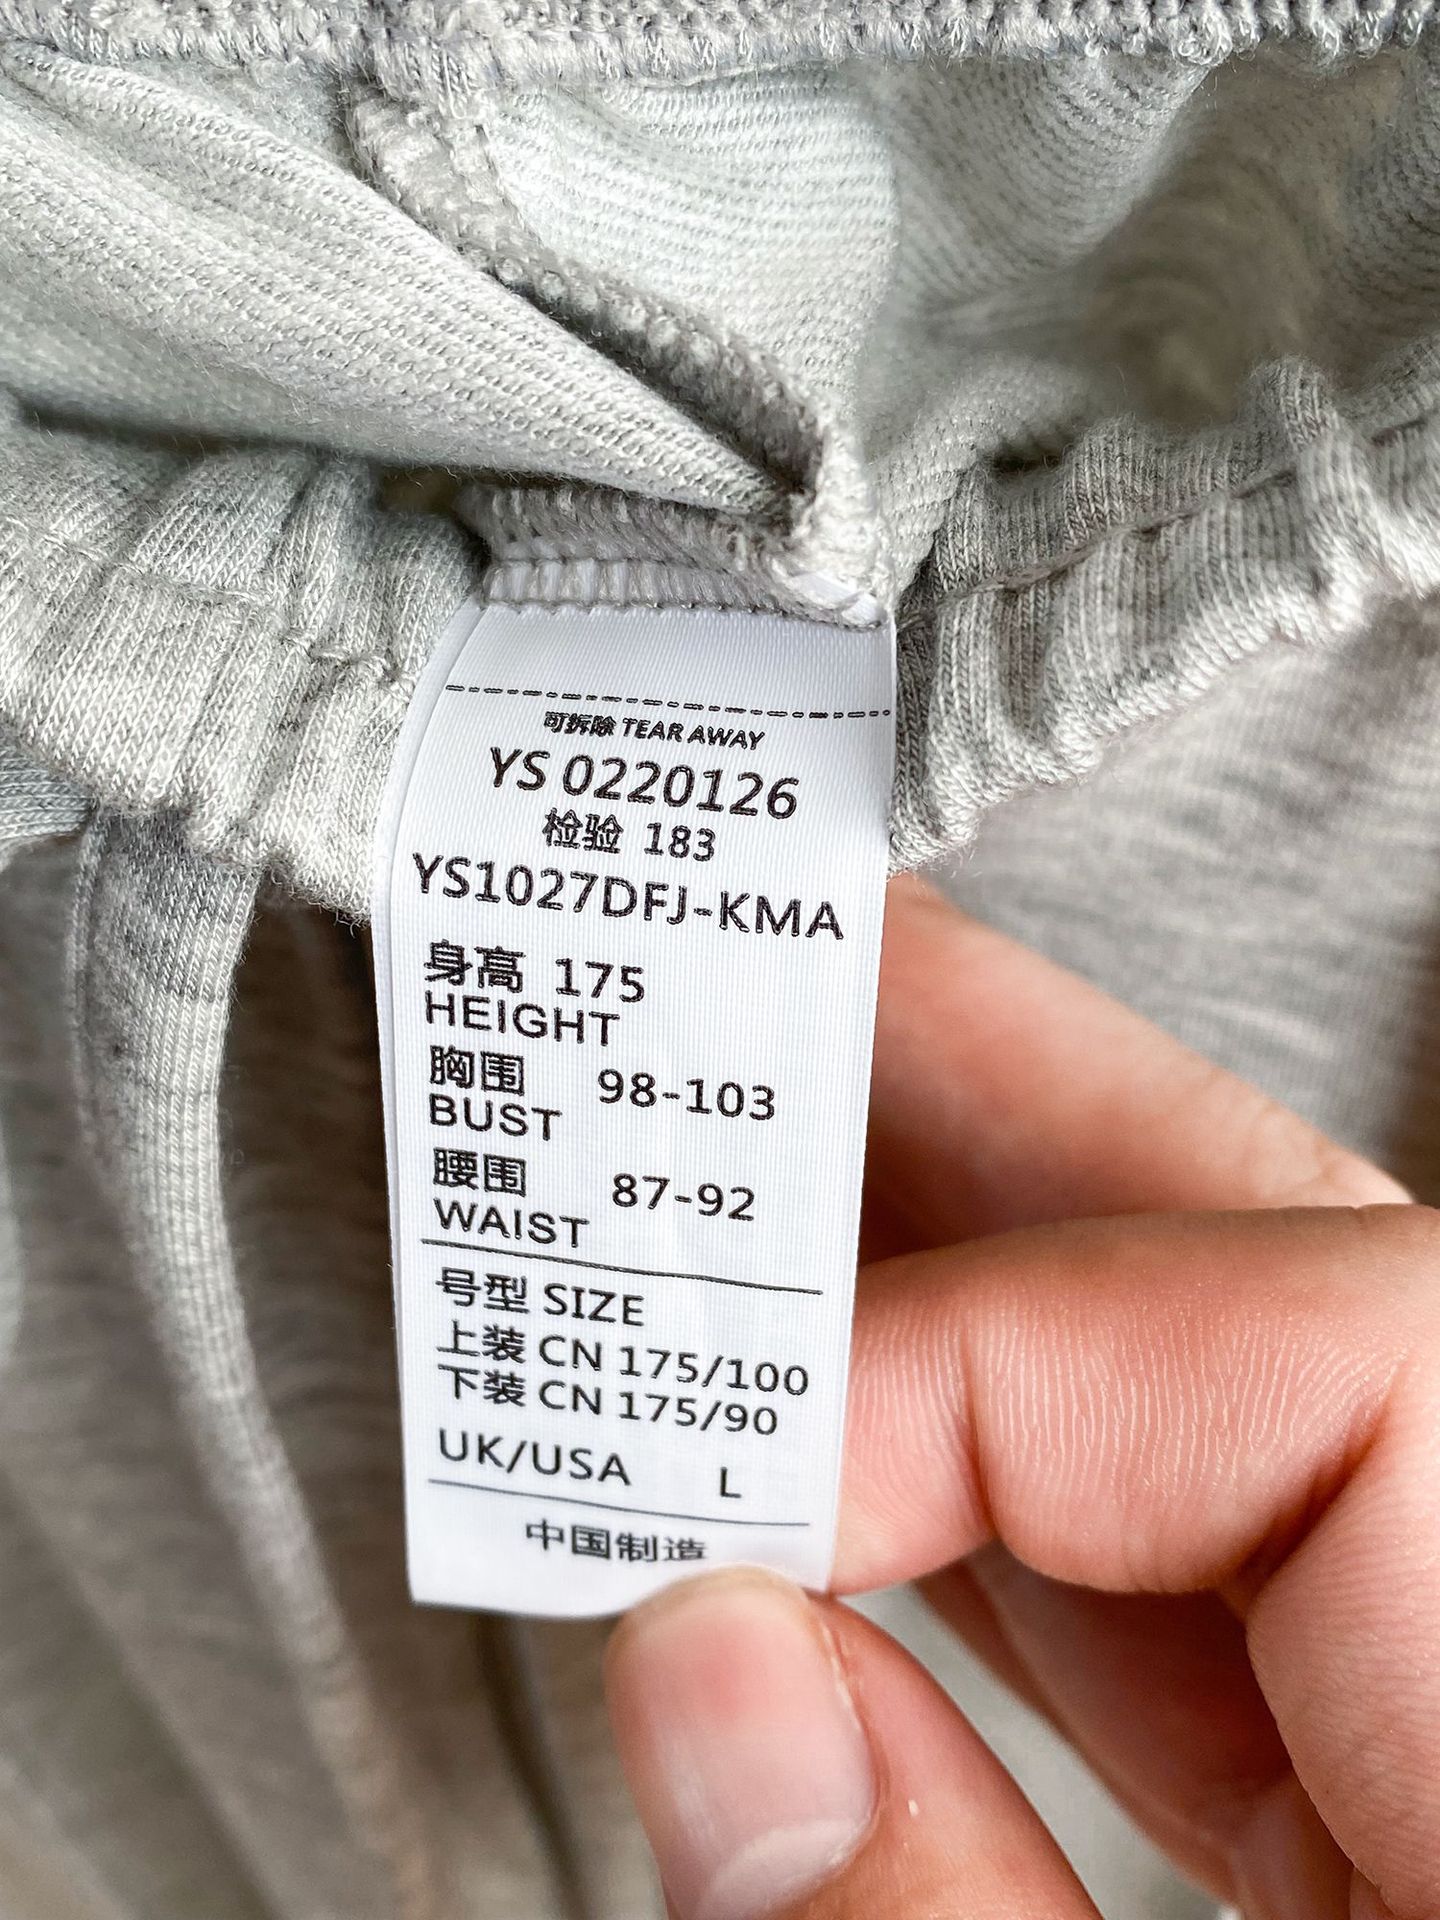 可拆除 TEAR AWAY
YS 0220126
检验 183
YS1027DFJ-KMA
身高 175
HEIGHT
胸围 98-103
BUST
腰围 87-92
WAIST
号型 SIZE
上装 CN 175/100
下装 CN 175/90
UK/USA L
中国制造